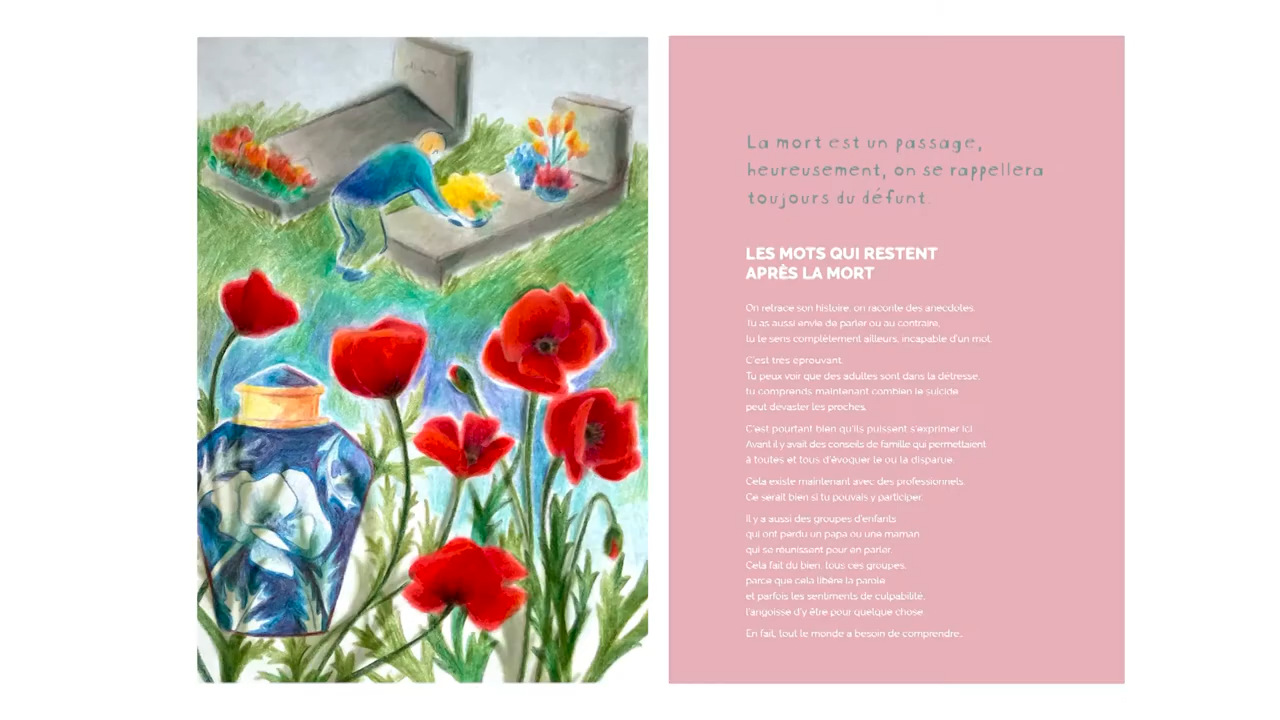 La mort est un passage,
heureusement, on se rappellera
toujours du défunt.
LES MOTS QUI RESTENT
APRÈS LA MORT
On retrace son histoire, on raconte des anecdotes.
Tu as aussi envie de parler ou au contraire,
tu te sens complètement ailleurs, incapable d'un mot.
C'est très éprouvant.
Tu peux voir que des adultes sont dans la détresse,
tu comprends maintenant combien le suicide
peut dévaster les proches.
C'est pourtant bien qu'ils puissent s'exprimer ici.
Avant il y avait des conseils de famille qui permettaient
à toutes et tous d'évoquer le ou la disparue.
Cela existe maintenant avec des professionnels.
Ce serait bien si tu pouvais y participer.
Il y a aussi des groupes d'enfants
qui ont perdu un papa ou une maman
qui se réunissent pour en parler.
Cela fait du bien, tous ces groupes,
parce que cela libère la parole
et parfois les sentiments de culpabilité,
l'angoisse d'y être pour quelque chose.
En fait, tout le monde a besoin de comprendre...